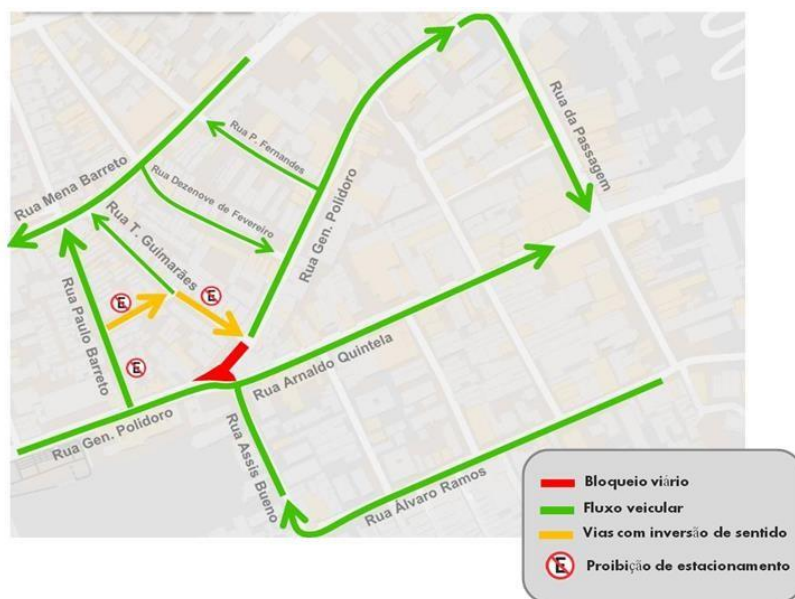 Rua Mena Barreto
Rua P. Fernandes
Rua Dezenove de Fevereiro
Rua T. Guimarães
Rua Gen. Polidoro
Rua da Passagem
E
E
E
Rua Paulo Barreto
Rua Arnaldo Quintela
Rua Gen. Polidoro
Rua Assis Bueno
Rua Álvaro Ramos
Bloqueio viário
Fluxo veicular
Vias com inversão de sentido
E Proibição de estacionamento